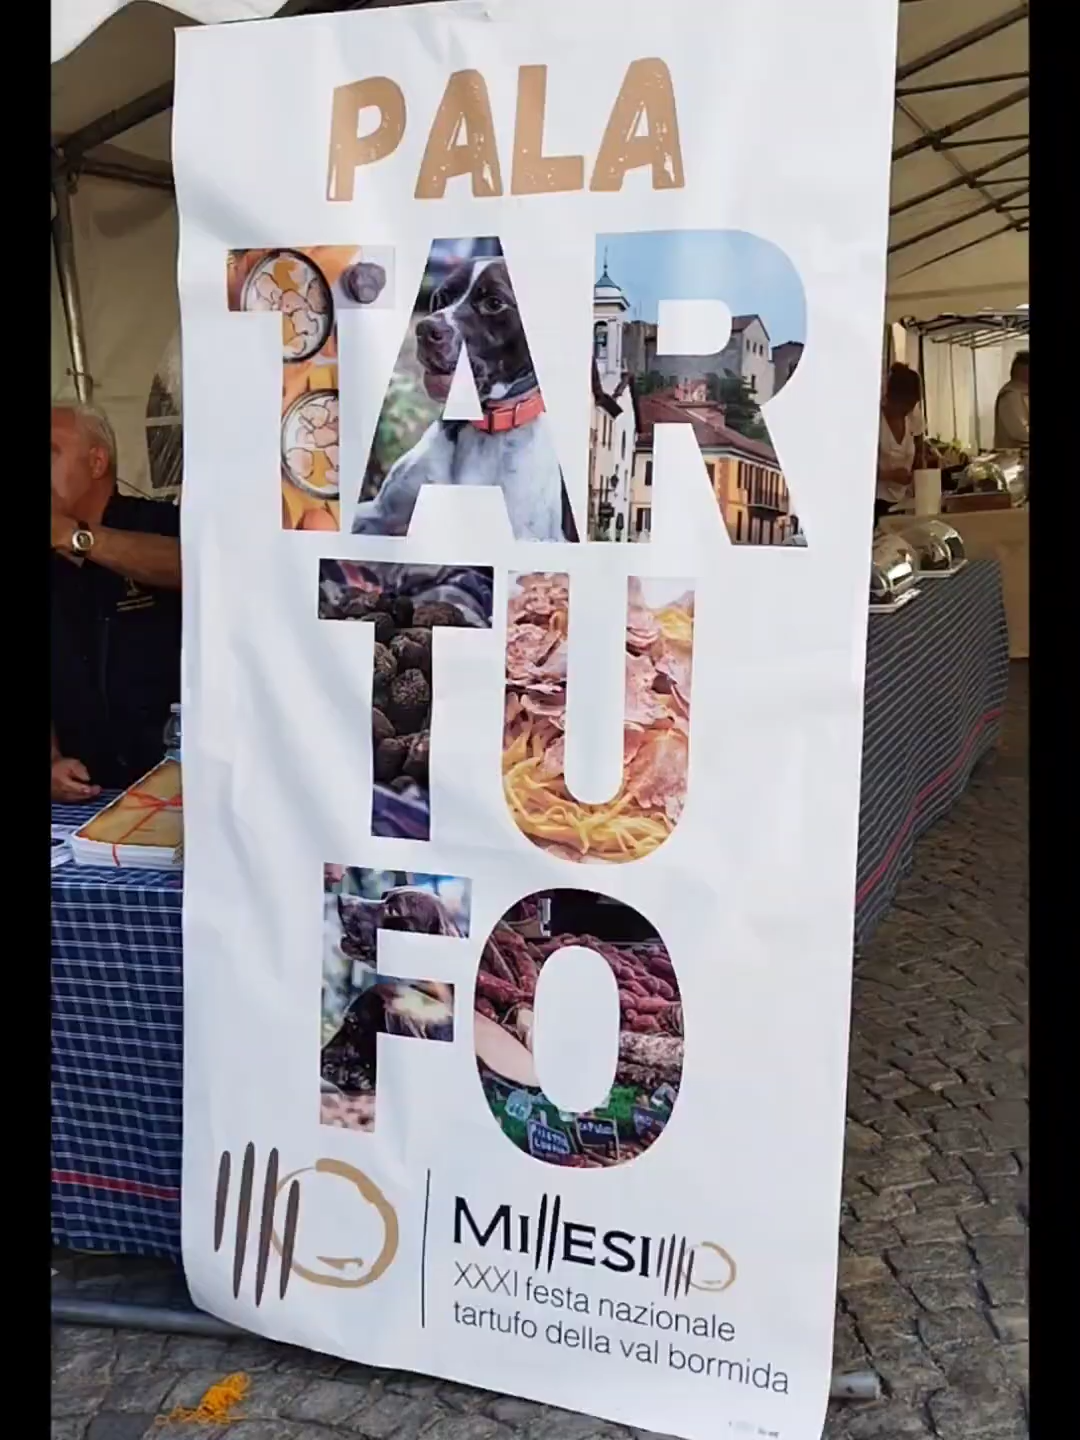 PALA
TAR
TU
FO
MIllESIMO
XXXI festa nazionale
tartufo della val bormida